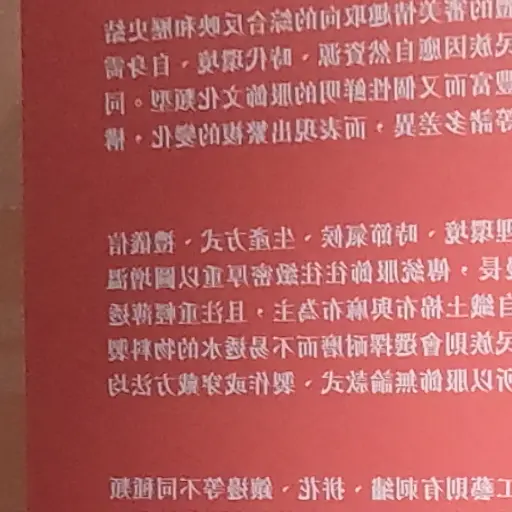 的審美情趣取向的綜合反映和歷史結
民族因應自然資源、時代環境、自身需
豐富而又個性鮮明的服飾文化類型。同
等諸多差異，而表現出繁複的變化，構
理環境、時節氣候、生產方式、禮儀信
長，傳統服飾往往緻密厚重以圖增溫
自織土棉布與麻布為主，且注重輕薄透
民族則會選擇耐磨而不易透水的物料製
所以服飾無論款式、製作或穿戴方法均
工藝則有刺繡、拼花、鑲邊等不同種類